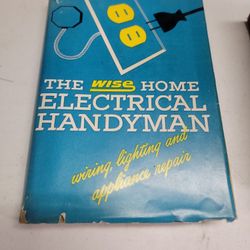 THE Wise HOME
ELECTRICAL
HANDYMAN
wiring, lighting and
appliance repair